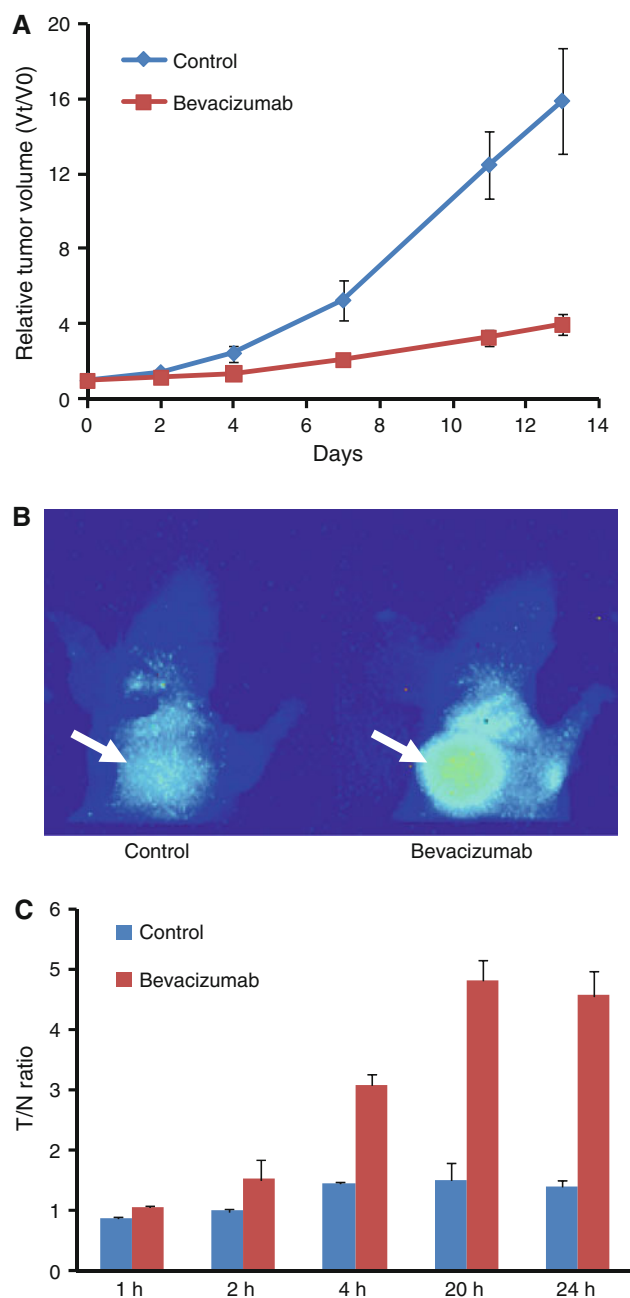 A
Relative tumor volume (Vt/V0)
20
16
12
8
4
0
Control
Bevacizumab
0 2 4 6 8 10 12 14
Days
B
Control Bevacizumab
C
T/N ratio
6
5
4
3
2
1
0
Control
Bevacizumab
1 h 2 h 4 h 20 h 24 h